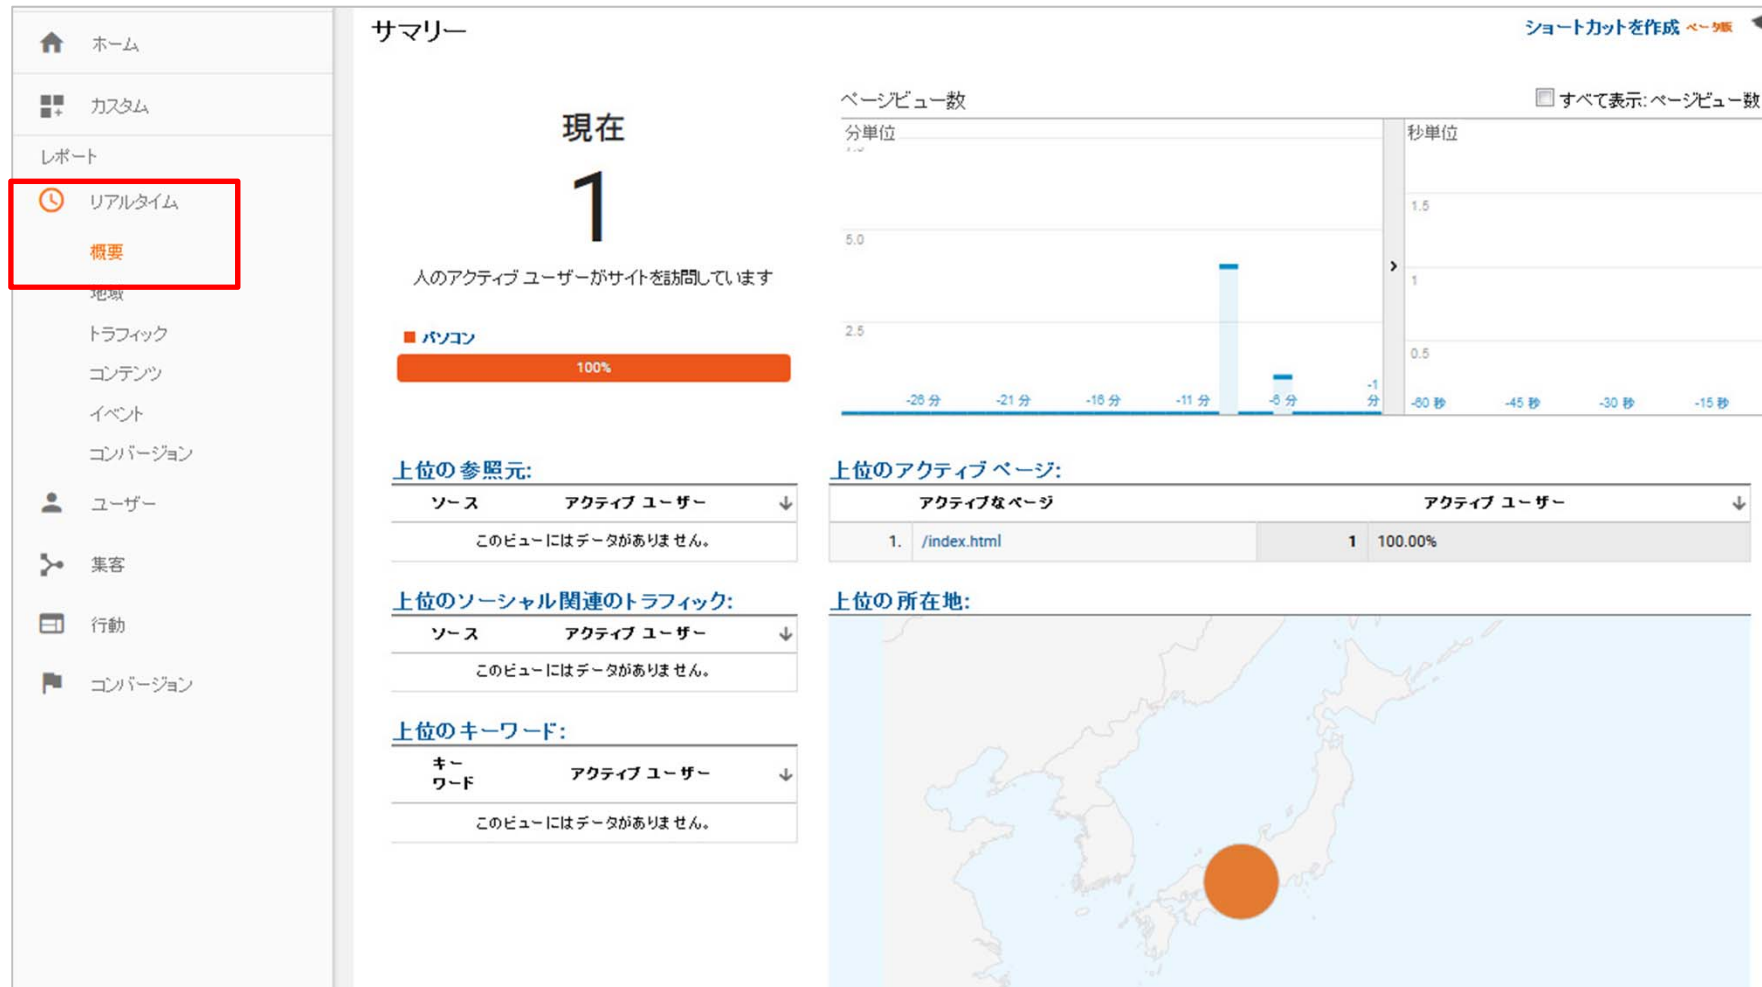 ホーム
カスタム
レポート
リアルタイム
概要
地域
トラフィック
コンテンツ
イベント
コンバージョン
ユーザー
集客
行動
コンバージョン
サマリー
ショートカットを作成 ベータ版
現在
1
人のアクティブ ユーザーがサイトを訪問しています
パソコン
100%
ページビュー数
すべて表示: ページビュー数
分単位
7.5
5.0
2.5
-26 分 -21 分 -16 分 -11 分 -6 分 -1 分
秒単位
1.5
1
0.5
-60 秒 -45 秒 -30 秒 -15 秒
上位の 参照元:
ソース アクティブ ユーザー
このビューにはデータがありません。
上位のソーシャル 関連のトラフィック:
ソース アクティブ ユーザー
このビューにはデータがありません。
上位の キーワード:
キー
ワード アクティブ ユーザー
このビューにはデータがありません。
上位のアクティブ ページ:
アクティブなページ アクティブ ユーザー
1. /index.html 1 100.00%
上位の 所在地: